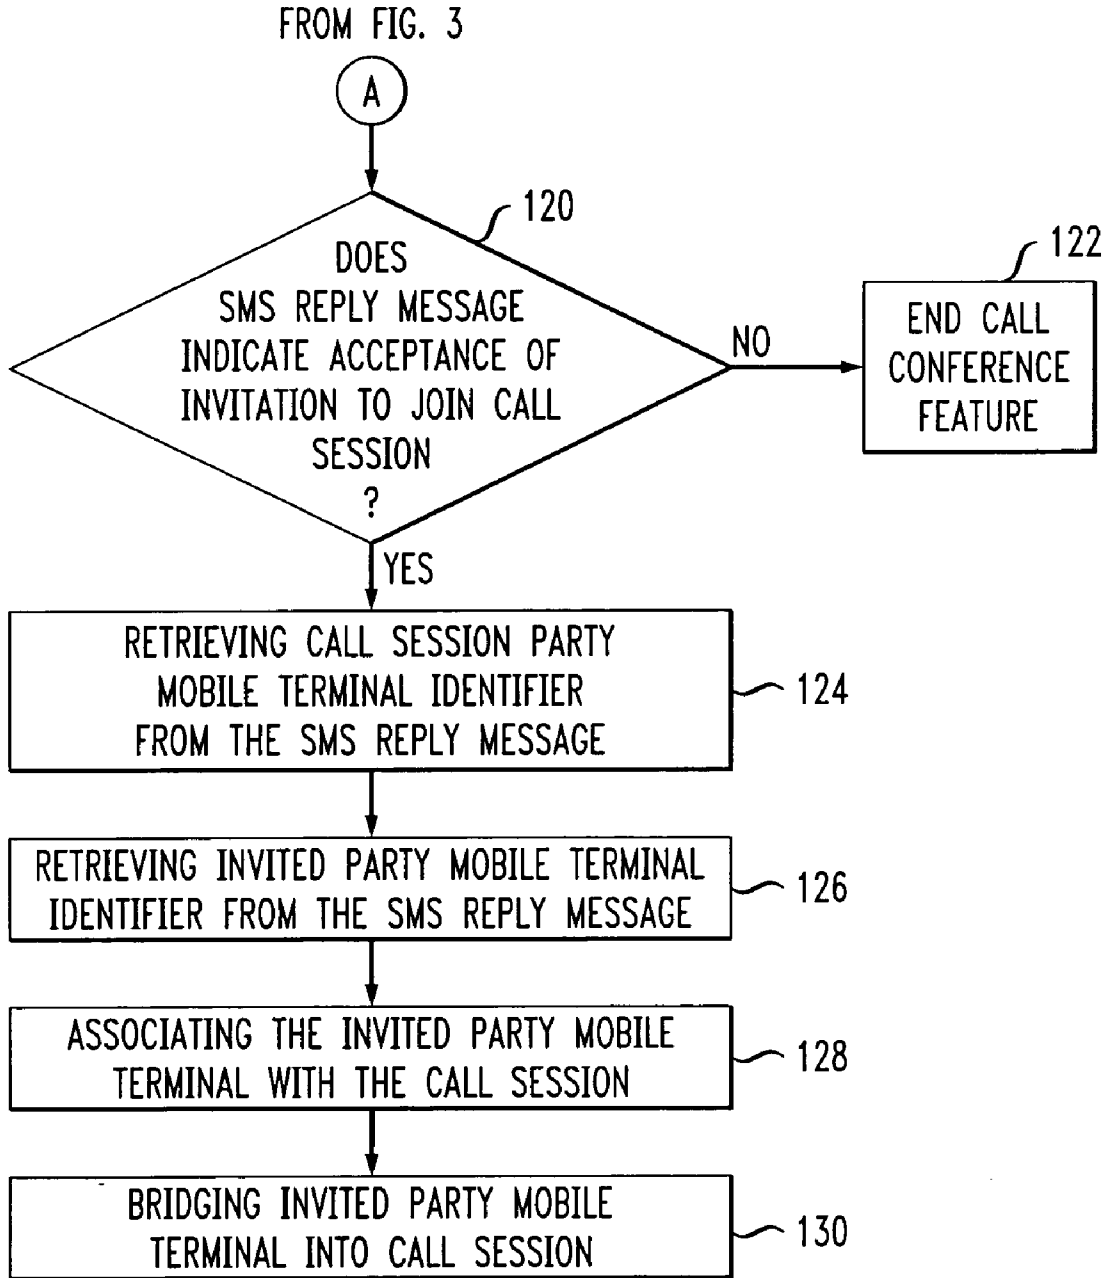 FROM FIG. 3
A
120
DOES
SMS REPLY MESSAGE
INDICATE ACCEPTANCE OF
INVITATION TO JOIN CALL
SESSION
?
NO
122
END CALL
CONFERENCE
FEATURE
YES
RETRIEVING CALL SESSION PARTY
MOBILE TERMINAL IDENTIFIER
FROM THE SMS REPLY MESSAGE
124
RETRIEVING INVITED PARTY MOBILE TERMINAL
IDENTIFIER FROM THE SMS REPLY MESSAGE
126
ASSOCIATING THE INVITED PARTY MOBILE
TERMINAL WITH THE CALL SESSION
128
BRIDGING INVITED PARTY MOBILE
TERMINAL INTO CALL SESSION
130